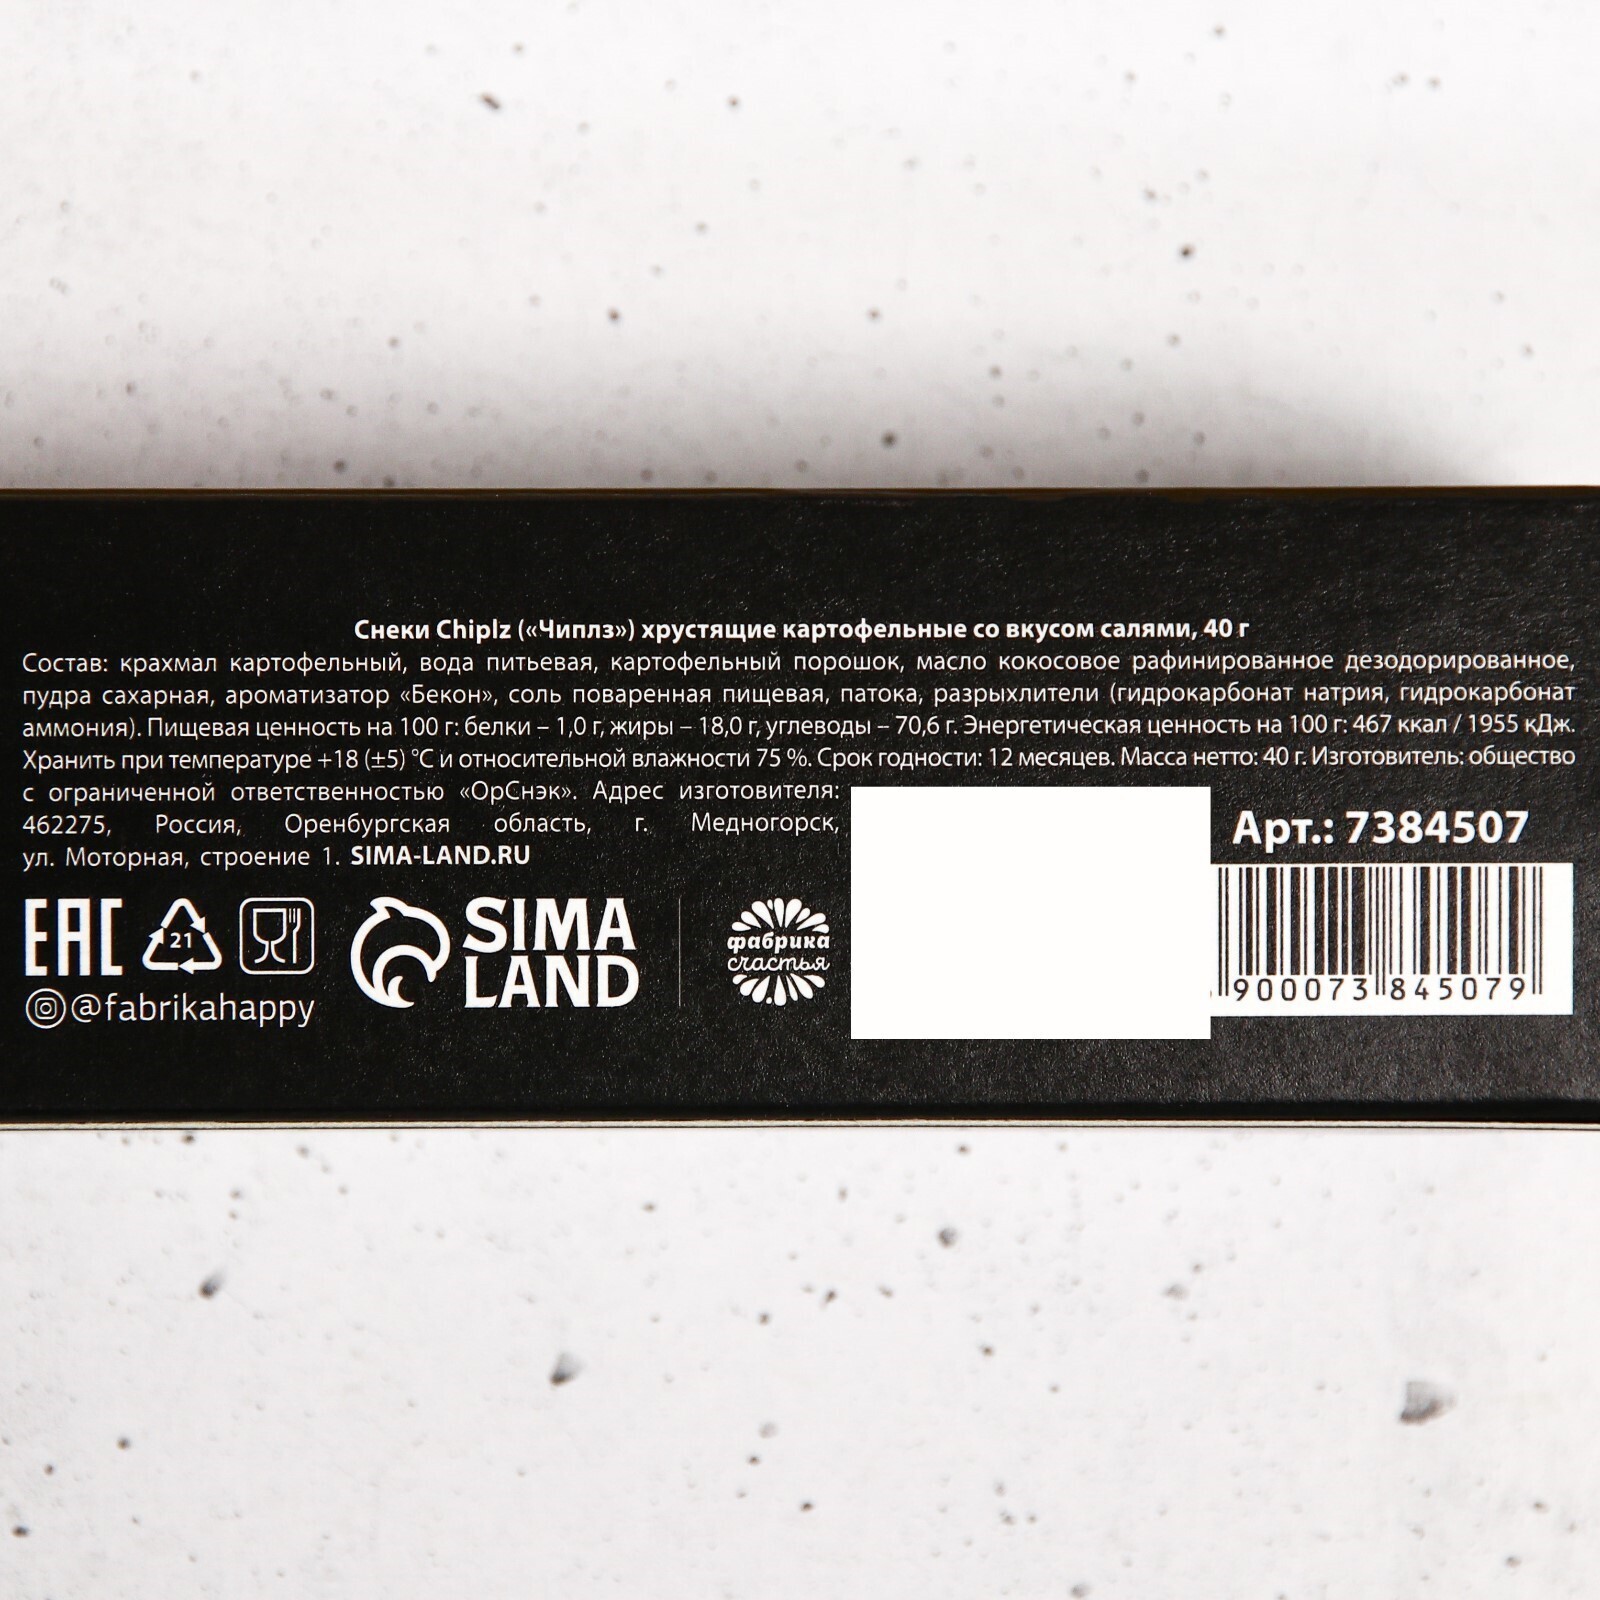 Снеки Chiplz («Чиплз») хрустящие картофельные со вкусом салями, 40 г
Состав: крахмал картофельный, вода питьевая, картофельный порошок, масло кокосовое рафинированное дезодорированное,
пудра сахарная, ароматизатор «Бекон», соль поваренная пищевая, патока, разрыхлители (гидрокарбонат натрия, гидрокарбонат
аммония). Пищевая ценность на 100 г: белки – 1,0 г, жиры – 18,0 г, углеводы – 70,6 г. Энергетическая ценность на 100 г: 467 ккал / 1955 кДж.
Хранить при температуре +18 (±5) °С и относительной влажности 75 %. Срок годности: 12 месяцев. Масса нетто: 40 г. Изготовитель: общество
с ограниченной ответственностью «ОрСнэк». Адрес изготовителя:
462275, Россия, Оренбургская область, г. Медногорск,
ул. Моторная, строение 1. SIMA-LAND.RU
Арт.: 7384507
EAC
21
SIMA
LAND
фабрика
счастья
@fabrikahappy
900073 845079